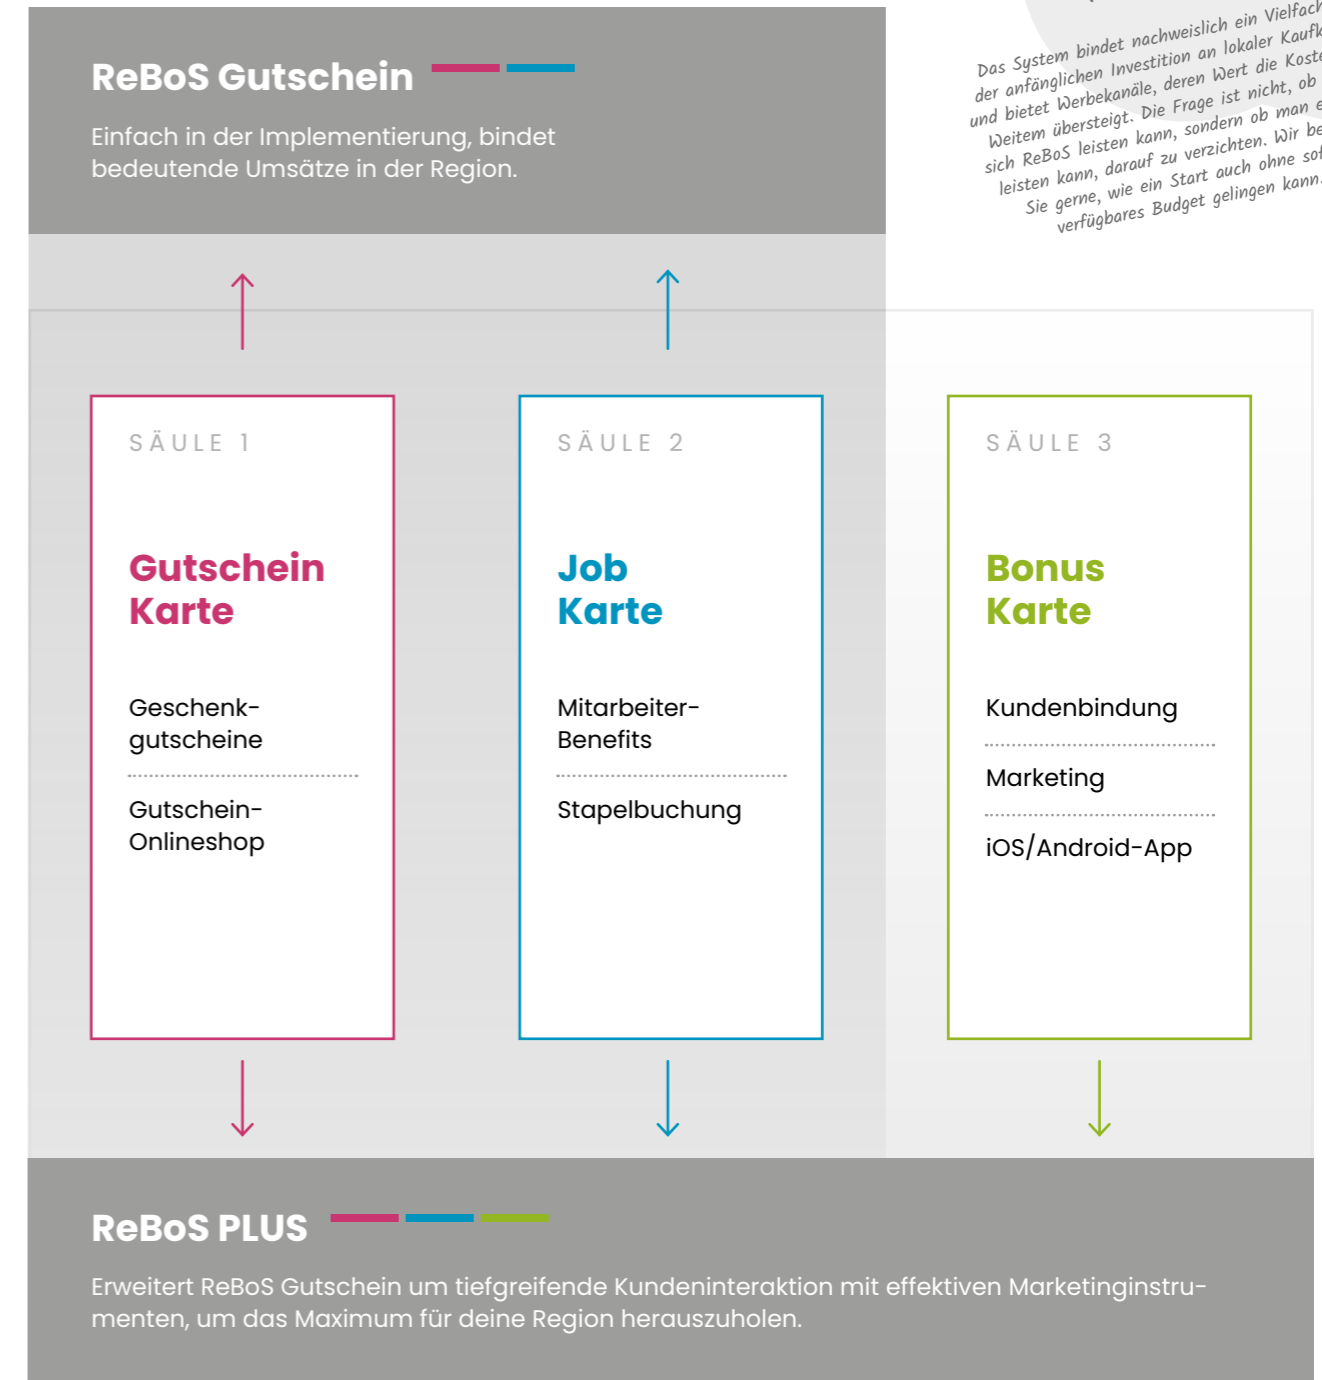 ReBoS Gutschein
Einfach in der Implementierung, bindet
bedeutende Umsätze in der Region.
Das System bindet nachweislich ein
der anfänglichen Investition an lokaler
und bietet Werbekanäle, deren Wert die
Weitem übersteigt. Die Frage ist nicht, ob
sich ReBoS leisten kann, sondern ob man
leisten kann, darauf zu verzichten. Wir
Sie gerne, wie ein Start auch ohne
verfügbares Budget gelingen kann.
SÄULE 1
Gutschein
Karte
Geschenk-
gutscheine
Gutschein-
Onlineshop
SÄULE 2
Job
Karte
Mitarbeiter-
Benefits
Stapelbuchung
SÄULE 3
Bonus
Karte
Kundenbindung
Marketing
iOS/Android-App
ReBoS PLUS
Erweitert ReBoS Gutschein um tiefgreifende Kundeninteraktion mit effektiven Marketinginstru-
menten, um das Maximum für deine Region herauszuholen.